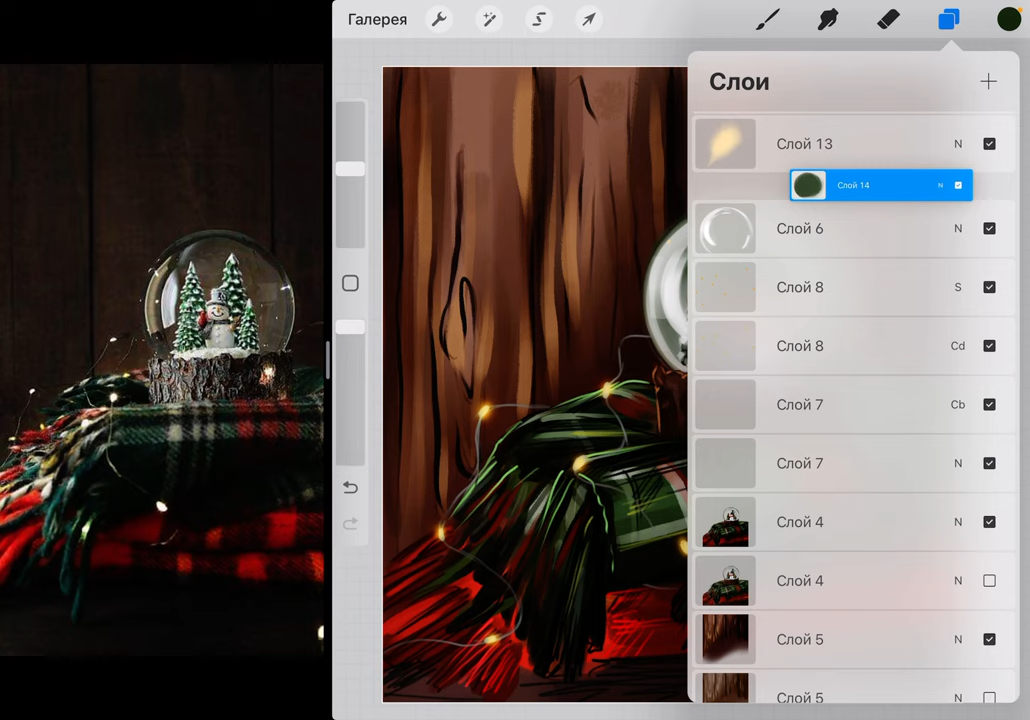 Галерея
Слои
Слой 13 N
Слой 14 N
Слой 6 N
Слой 8 S
Слой 8 Cd
Слой 7 Cb
Слой 7 N
Слой 4 N
Слой 4 N
Слой 5 N
Слой 5 N